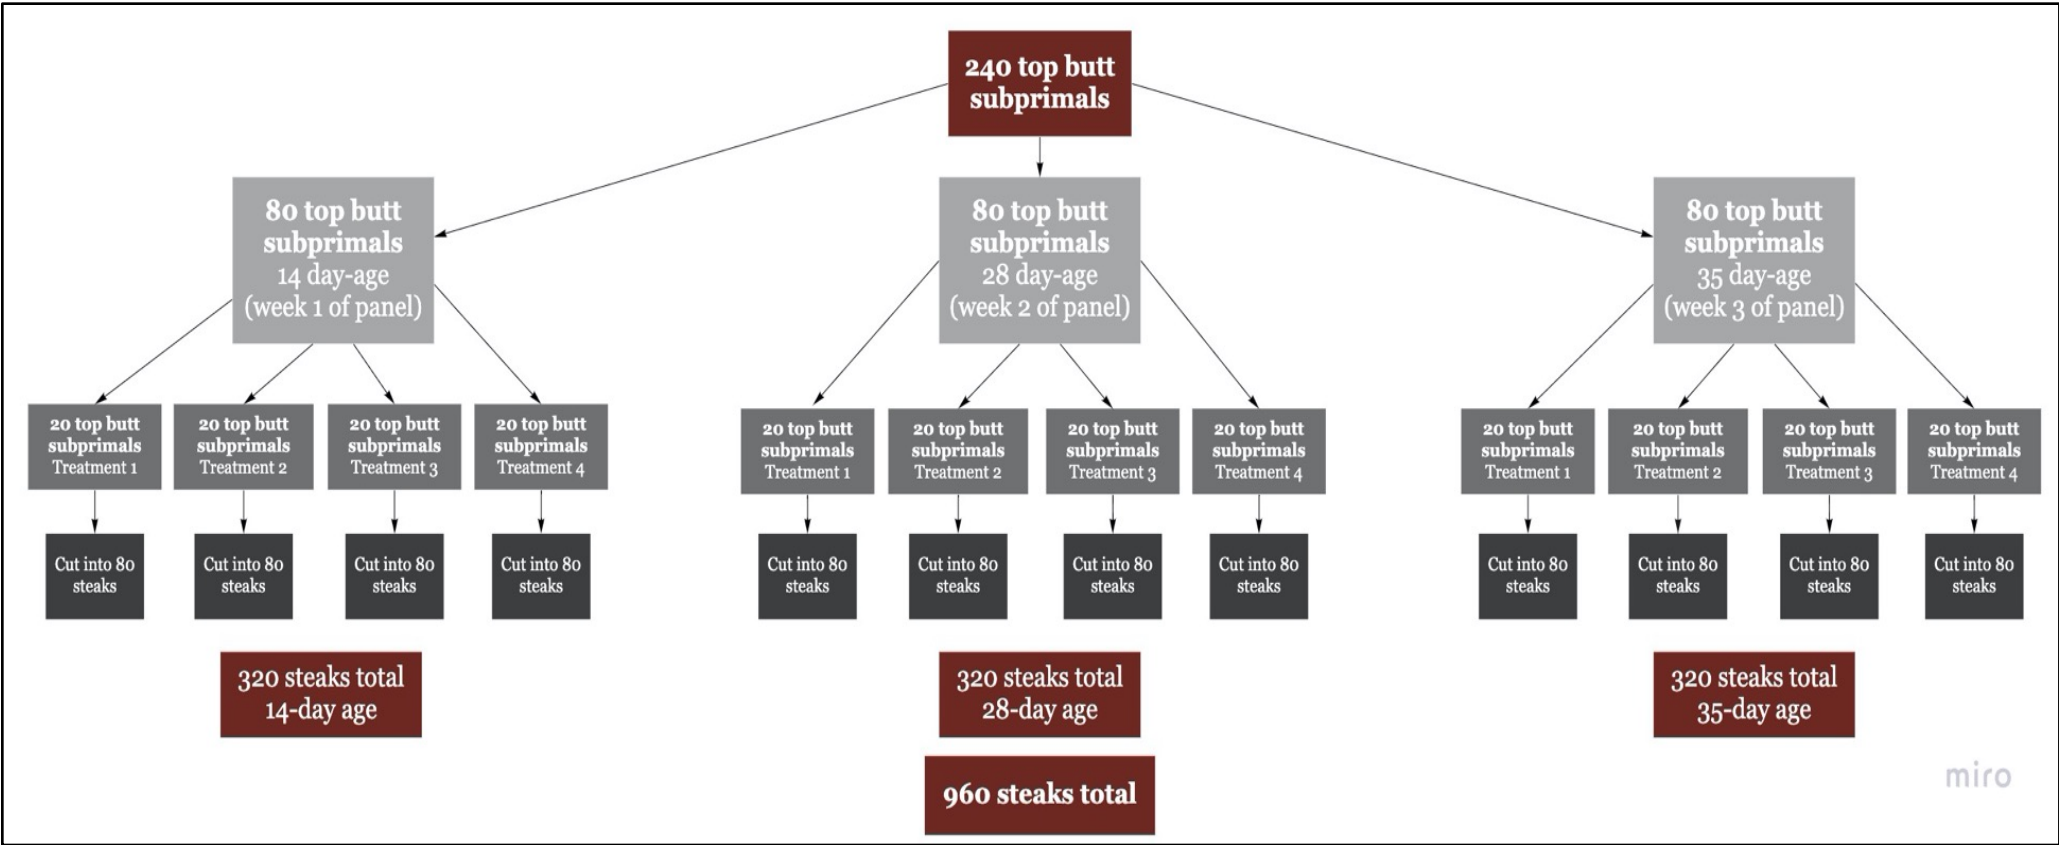 240 top butt
subprimals
80 top butt
subprimals
14 day-age
(week 1 of panel)
80 top butt
subprimals
28 day-age
(week 2 of panel)
80 top butt
subprimals
35 day-age
(week 3 of panel)
20 top butt
subprimals
Treatment 1
20 top butt
subprimals
Treatment 2
20 top butt
subprimals
Treatment 3
20 top butt
subprimals
Treatment 4
20 top butt
subprimals
Treatment 1
20 top butt
subprimals
Treatment 2
20 top butt
subprimals
Treatment 3
20 top butt
subprimals
Treatment 4
20 top butt
subprimals
Treatment 1
20 top butt
subprimals
Treatment 2
20 top butt
subprimals
Treatment 3
20 top butt
subprimals
Treatment 4
Cut into 80
steaks
Cut into 80
steaks
Cut into 80
steaks
Cut into 80
steaks
Cut into 80
steaks
Cut into 80
steaks
Cut into 80
steaks
Cut into 80
steaks
Cut into 80
steaks
Cut into 80
steaks
Cut into 80
steaks
Cut into 80
steaks
320 steaks total
14-day age
320 steaks total
28-day age
320 steaks total
35-day age
960 steaks total
miro